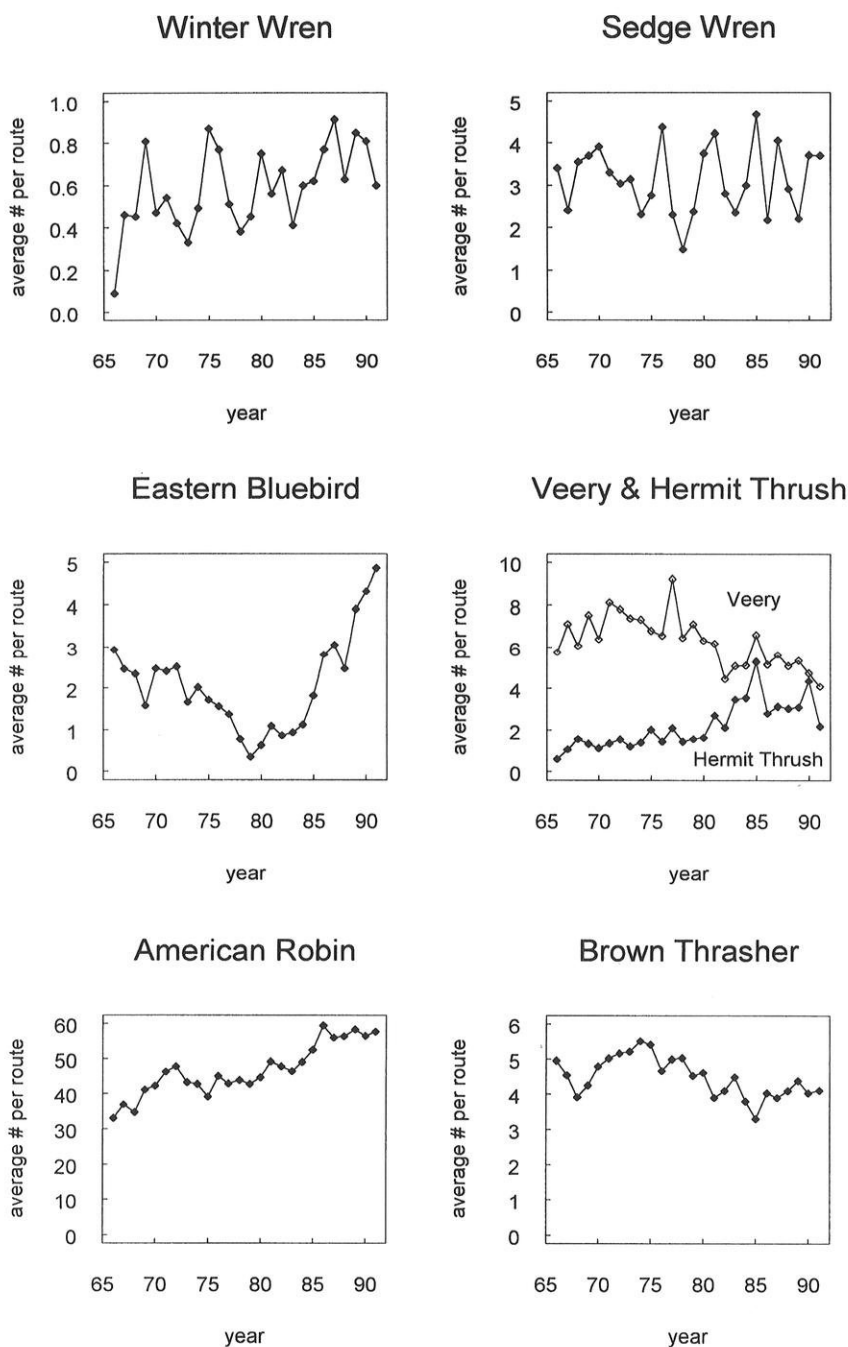 Winter Wren
average # per route
1.0
0.8
0.6
0.4
0.2
0.0
65 70 75 80 85 90
year
Sedge Wren
average # per route
5
4
3
2
1
0
65 70 75 80 85 90
year
Eastern Bluebird
average # per route
5
4
3
2
1
0
65 70 75 80 85 90
year
Veery & Hermit Thrush
average # per route
10
8
6
4
2
0
Veery
Hermit Thrush
65 70 75 80 85 90
year
American Robin
average # per route
60
50
40
30
20
10
0
65 70 75 80 85 90
year
Brown Thrasher
average # per route
6
5
4
3
2
1
0
65 70 75 80 85 90
year